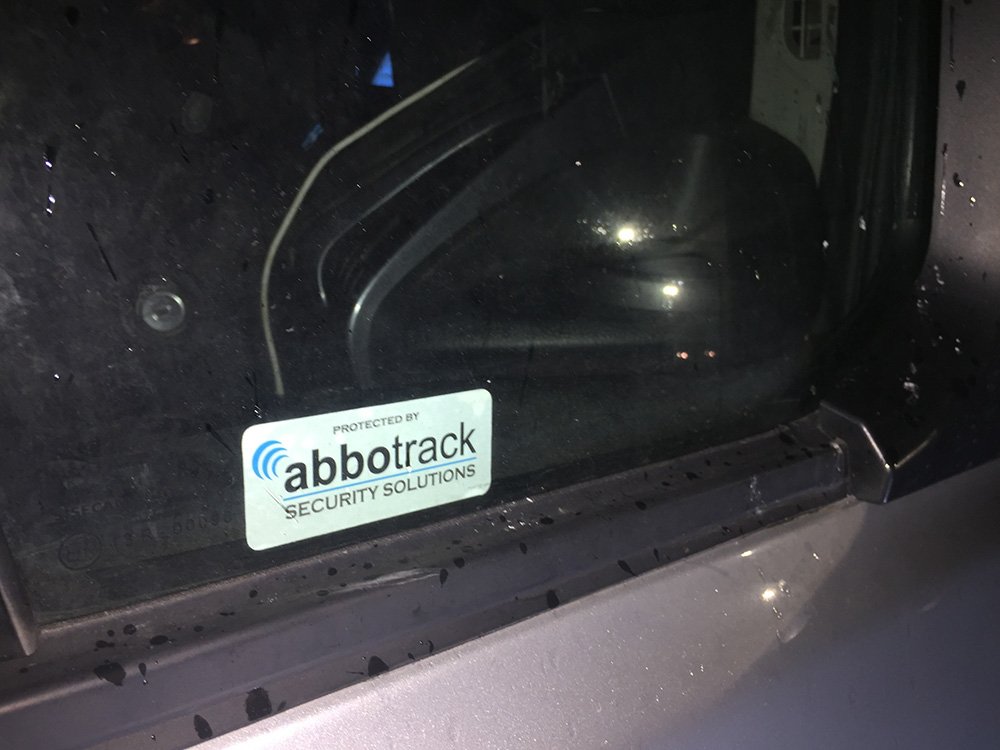 PROTECTED BY
abbotrack
SECURITY SOLUTIONS